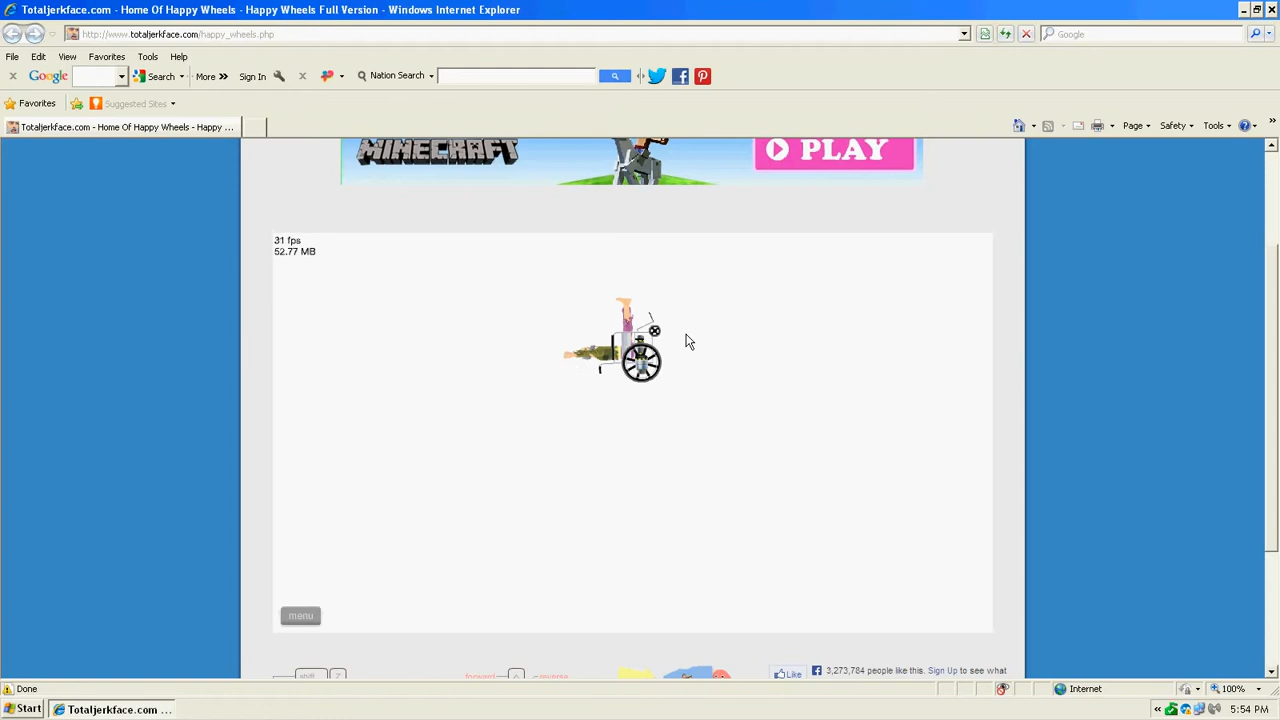 Totaljerkface.com - Home Of Happy Wheels - Happy Wheels Full Version - Windows Internet Explorer
http://www.totaljerkface.com/happy_wheels.php
Google
File Edit View Favorites Tools Help
x Google Search More » Sign In x Nation Search
Favorites Suggested Sites
Totaljerkface.com - Home Of Happy Wheels - Happy ...
Page Safety Tools »
MINECRAFT PLAY
31 fps
52.77 MB
menu
shift Z forward reverse Like 3,273,784 people like this. Sign Up to see what
Done Internet 100%
Start Totaljerkface.com ... « 5:54 PM